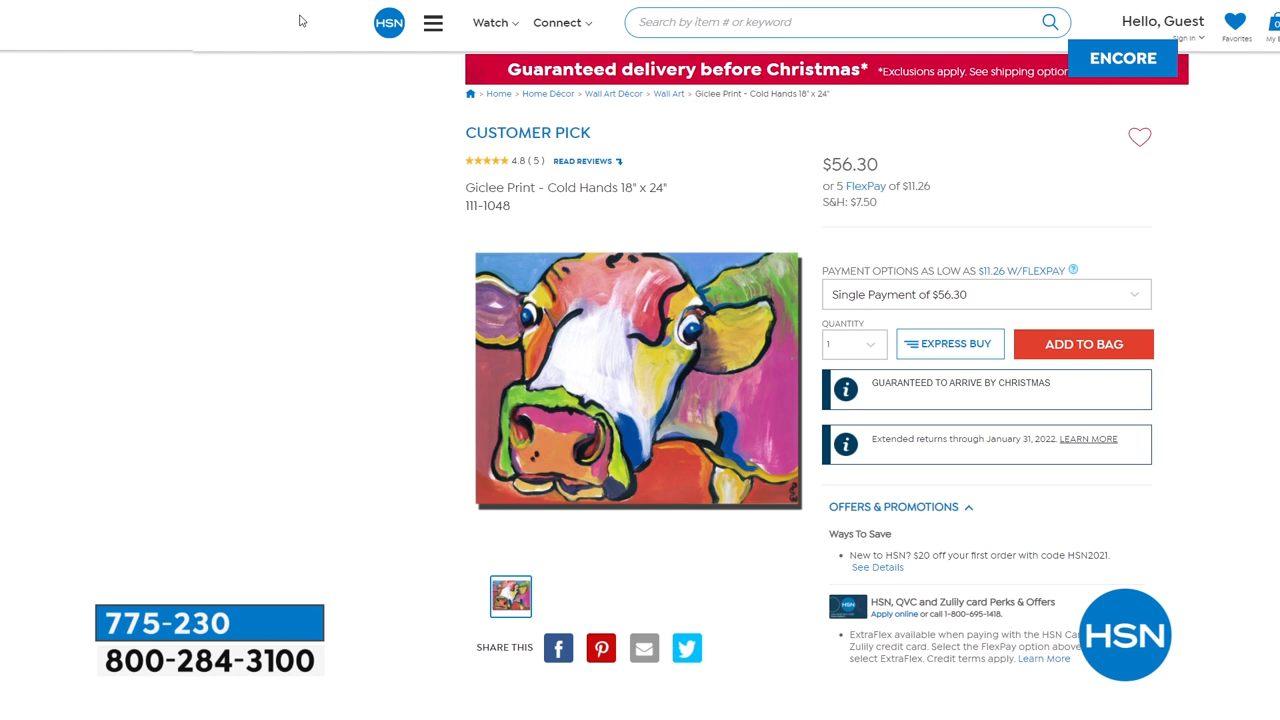 HSN
Watch
Connect
Search by item # or keyword
Hello, Guest
Sign In
Favorites
0
ENCORE
Guaranteed delivery before Christmas* *Exclusions apply. See shipping
> Home > Home Décor > Wall Art Décor > Wall Art > Giclee Print - Cold Hands 18" x 24"
CUSTOMER PICK
4.8 ( 5 ) READ REVIEWS
Giclee Print - Cold Hands 18" x 24"
111-1048
$56.30
or 5 FlexPay of $11.26
S&H: $7.50
PAYMENT OPTIONS AS LOW AS $11.26 W/FLEXPAY ?
Single Payment of $56.30
QUANTITY
1
EXPRESS BUY
ADD TO BAG
i GUARANTEED TO ARRIVE BY CHRISTMAS
i Extended returns through January 31, 2022. LEARN MORE
OFFERS & PROMOTIONS
Ways To Save
• New to HSN? $20 off your first order with code HSN2021.
See Details
HSN HSN, QVC and Zulily card Perks & Offers
Apply online or call 1-800-695-1418.
• ExtraFlex available when paying with the HSN
Zulily credit card. Select the FlexPay option
select ExtraFlex. Credit terms apply. Learn More
SHARE THIS
775-230
800-284-3100
HSN